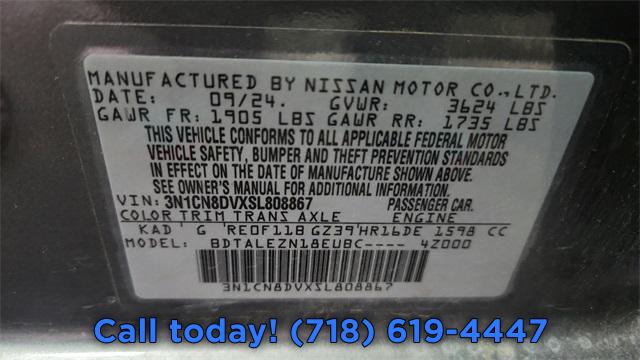 MANUFACTURED BY NISSAN MOTOR CO.,LTD.
DATE: 09/24. GVWR: 3624 LBS
GAWR FR: 1905 LBS GAWR RR: 1735 LBS
THIS VEHICLE CONFORMS TO ALL APPLICABLE FEDERAL MOTOR
VEHICLE SAFETY, BUMPER AND THEFT PREVENTION STANDARDS
IN EFFECT ON THE DATE OF MANUFACTURE SHOWN ABOVE.
SEE OWNER'S MANUAL FOR ADDITIONAL INFORMATION.
VIN: 3N1CN8DVXSL808867 PASSENGER CAR.
COLOR TRIM TRANS AXLE ENGINE
KAD ' G 'RE0F11B GZ39'HR16DE 1598 CC
MODEL: BDTALEZN18EUBC---- 4Z000
3N1CN8DVXSL808867
Call today! (718) 619-4447